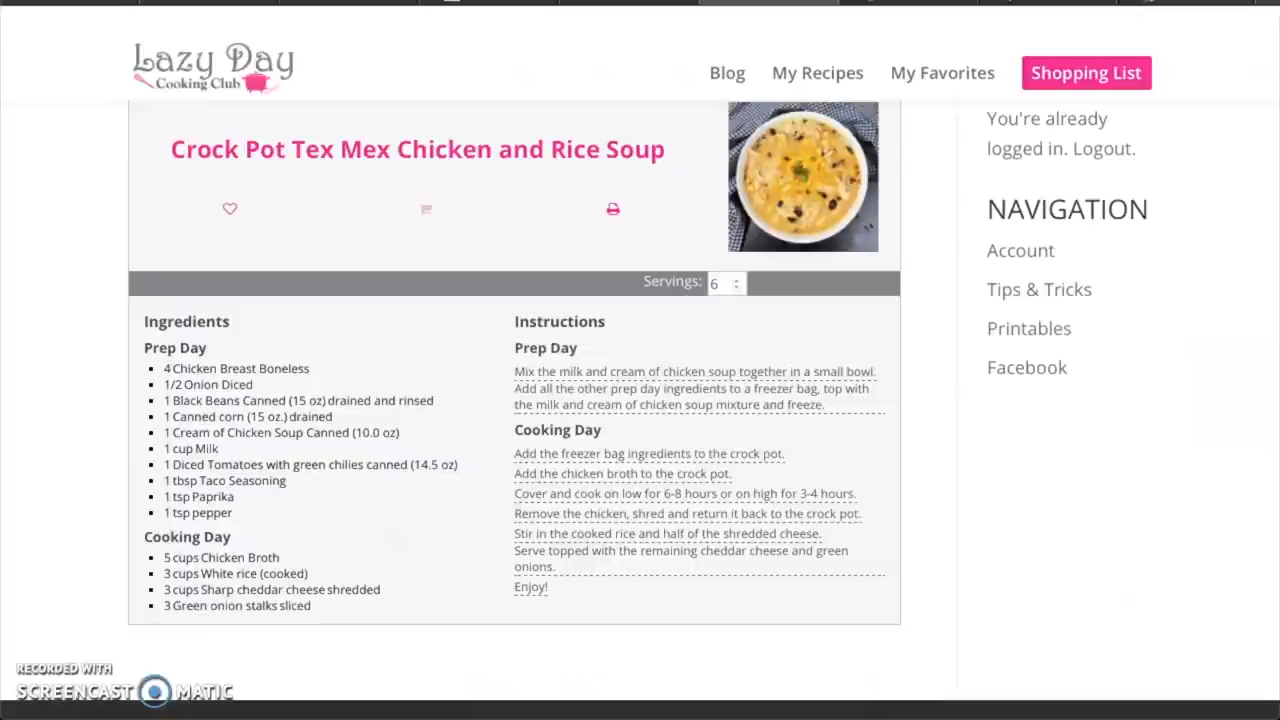 Lazy Day
Cooking Club
Blog
My Recipes
My Favorites
Shopping List
Crock Pot Tex Mex Chicken and Rice Soup
Servings: 6
Ingredients
Prep Day
4 Chicken Breast Boneless
1/2 Onion Diced
1 Black Beans Canned (15 oz) drained and rinsed
1 Canned corn (15 oz.) drained
1 Cream of Chicken Soup Canned (10.0 oz)
1 cup Milk
1 Diced Tomatoes with green chilies canned (14.5 oz)
1 tbsp Taco Seasoning
1 tsp Paprika
1 tsp pepper
Cooking Day
5 cups Chicken Broth
3 cups White rice (cooked)
3 cups Sharp cheddar cheese shredded
3 Green onion stalks sliced
Instructions
Prep Day
Mix the milk and cream of chicken soup together in a small bowl.
Add all the other prep day ingredients to a freezer bag, top with
the milk and cream of chicken soup mixture and freeze.
Cooking Day
Add the freezer bag ingredients to the crock pot.
Add the chicken broth to the crock pot.
Cover and cook on low for 6-8 hours or on high for 3-4 hours.
Remove the chicken, shred and return it back to the crock pot.
Stir in the cooked rice and half of the shredded cheese.
Serve topped with the remaining cheddar cheese and green
onions.
Enjoy!
You're already
logged in. Logout.
NAVIGATION
Account
Tips & Tricks
Printables
Facebook
RECORDED WITH
SCREENCAST MATIC